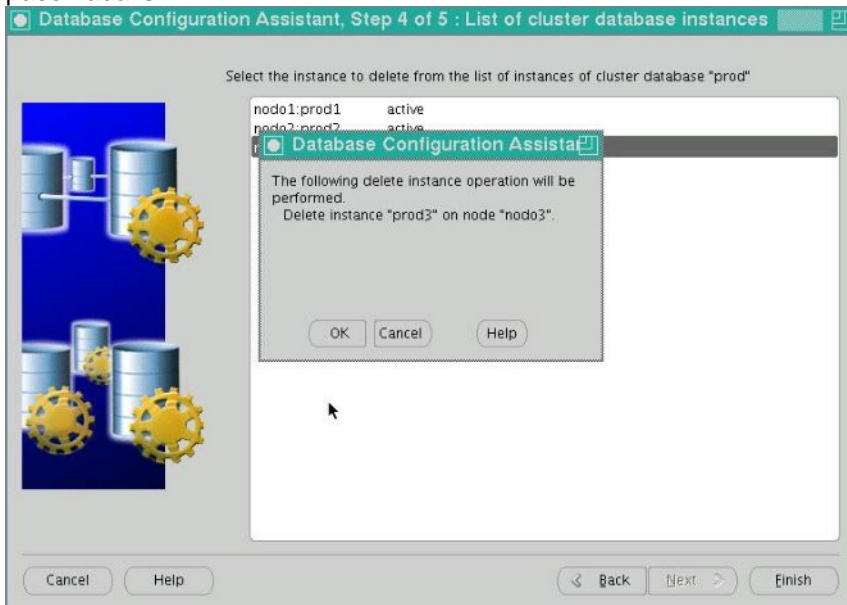 Database Configuration Assistant, Step 4 of 5 : List of cluster database instances
Select the instance to delete from the list of instances of cluster database "prod"
nodo1:prod1 active
nodo2:prod2 active
Database Configuration
The following delete instance operation will be
performed.
Delete instance "prod3" on node "nodo3".
OK Cancel Help
Cancel Help Back Next Finish